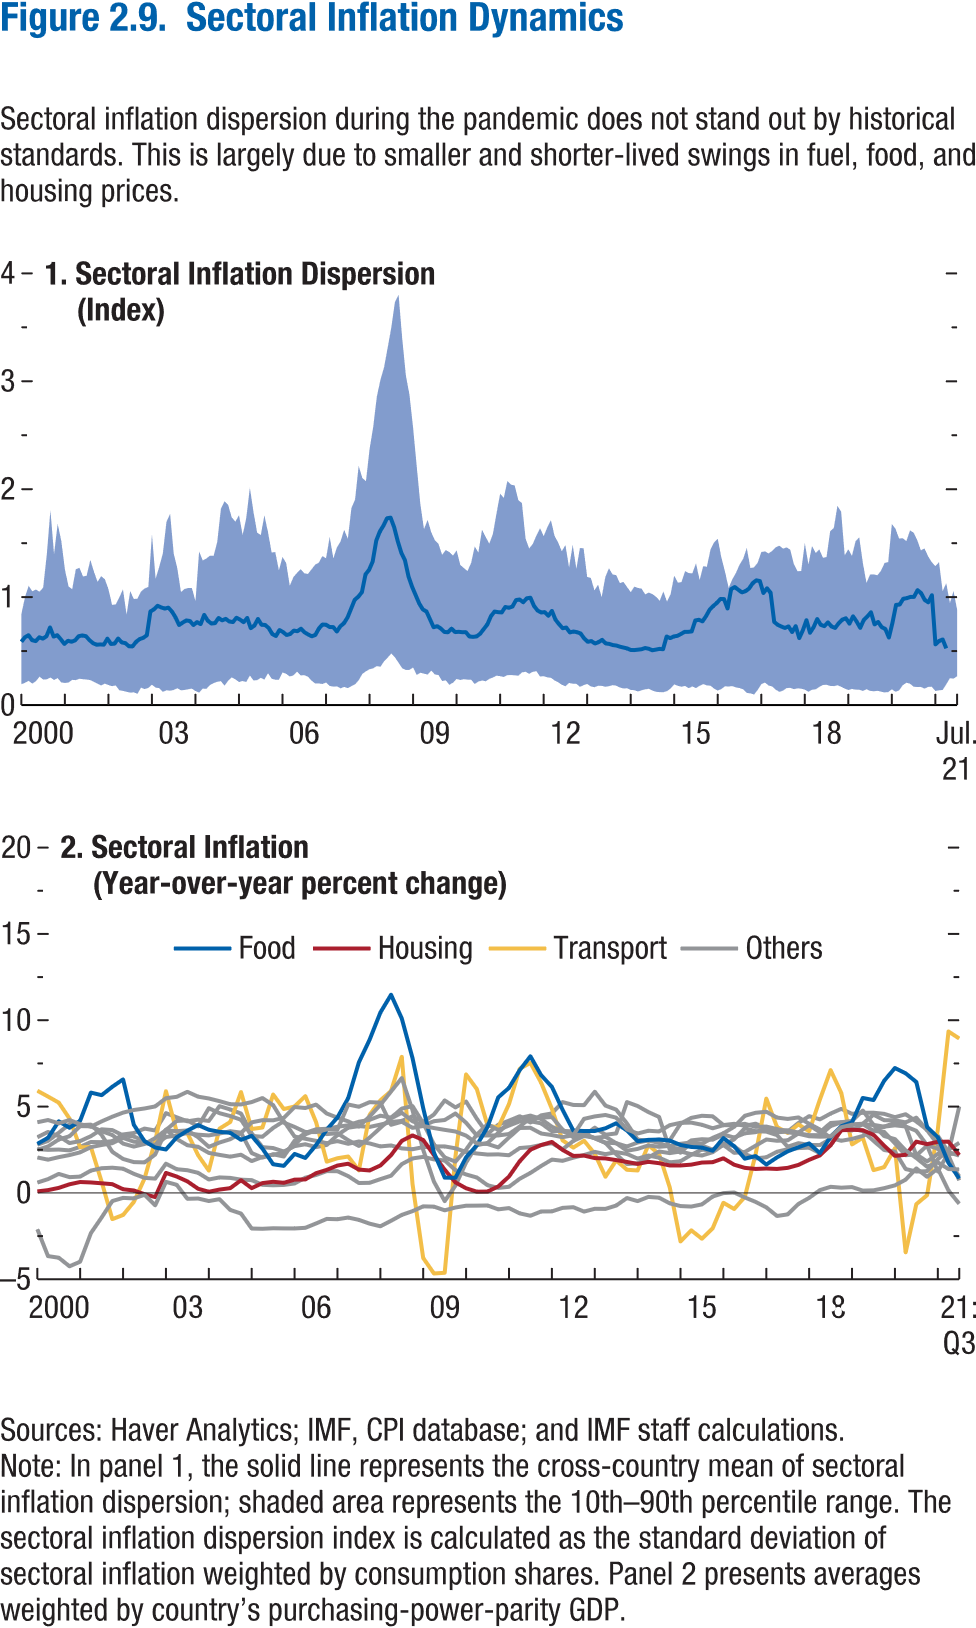 Figure 2.9. Sectoral Inflation Dynamics
Sectoral inflation dispersion during the pandemic does not stand out by historical
standards. This is largely due to smaller and shorter-lived swings in fuel, food, and
housing prices.
4
1. Sectoral Inflation Dispersion
(Index)
3
2
1
0
2000 03 06 09 12 15 18 Jul.
21
20
2. Sectoral Inflation
(Year-over-year percent change)
15
Food Housing Transport Others
10
5
0
–5
2000 03 06 09 12 15 18 21:
Q3
Sources: Haver Analytics; IMF, CPI database; and IMF staff calculations.
Note: In panel 1, the solid line represents the cross-country mean of sectoral
inflation dispersion; shaded area represents the 10th–90th percentile range. The
sectoral inflation dispersion index is calculated as the standard deviation of
sectoral inflation weighted by consumption shares. Panel 2 presents averages
weighted by country’s purchasing-power-parity GDP.